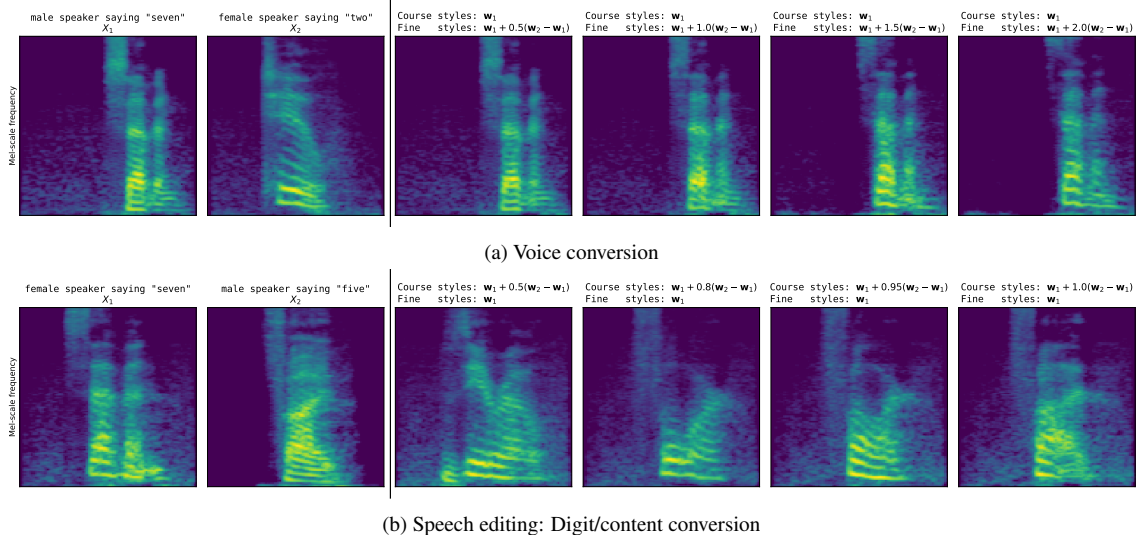 male speaker saying "seven"
X₁
female speaker saying "two"
X₂
Course styles: w₁
Fine styles: w₁ + 0.5(w₂ − w₁)
Course styles: w₁
Fine styles: w₁ + 1.0(w₂ − w₁)
Course styles: w₁
Fine styles: w₁ + 1.5(w₂ − w₁)
Course styles: w₁
Fine styles: w₁ + 2.0(w₂ − w₁)
Mel-scale frequency
(a) Voice conversion
female speaker saying "seven"
X₁
male speaker saying "five"
X₂
Course styles: w₁ + 0.5(w₂ − w₁)
Fine styles: w₁
Course styles: w₁ + 0.8(w₂ − w₁)
Fine styles: w₁
Course styles: w₁ + 0.95(w₂ − w₁)
Fine styles: w₁
Course styles: w₁ + 1.0(w₂ − w₁)
Fine styles: w₁
Mel-scale frequency
(b) Speech editing: Digit/content conversion